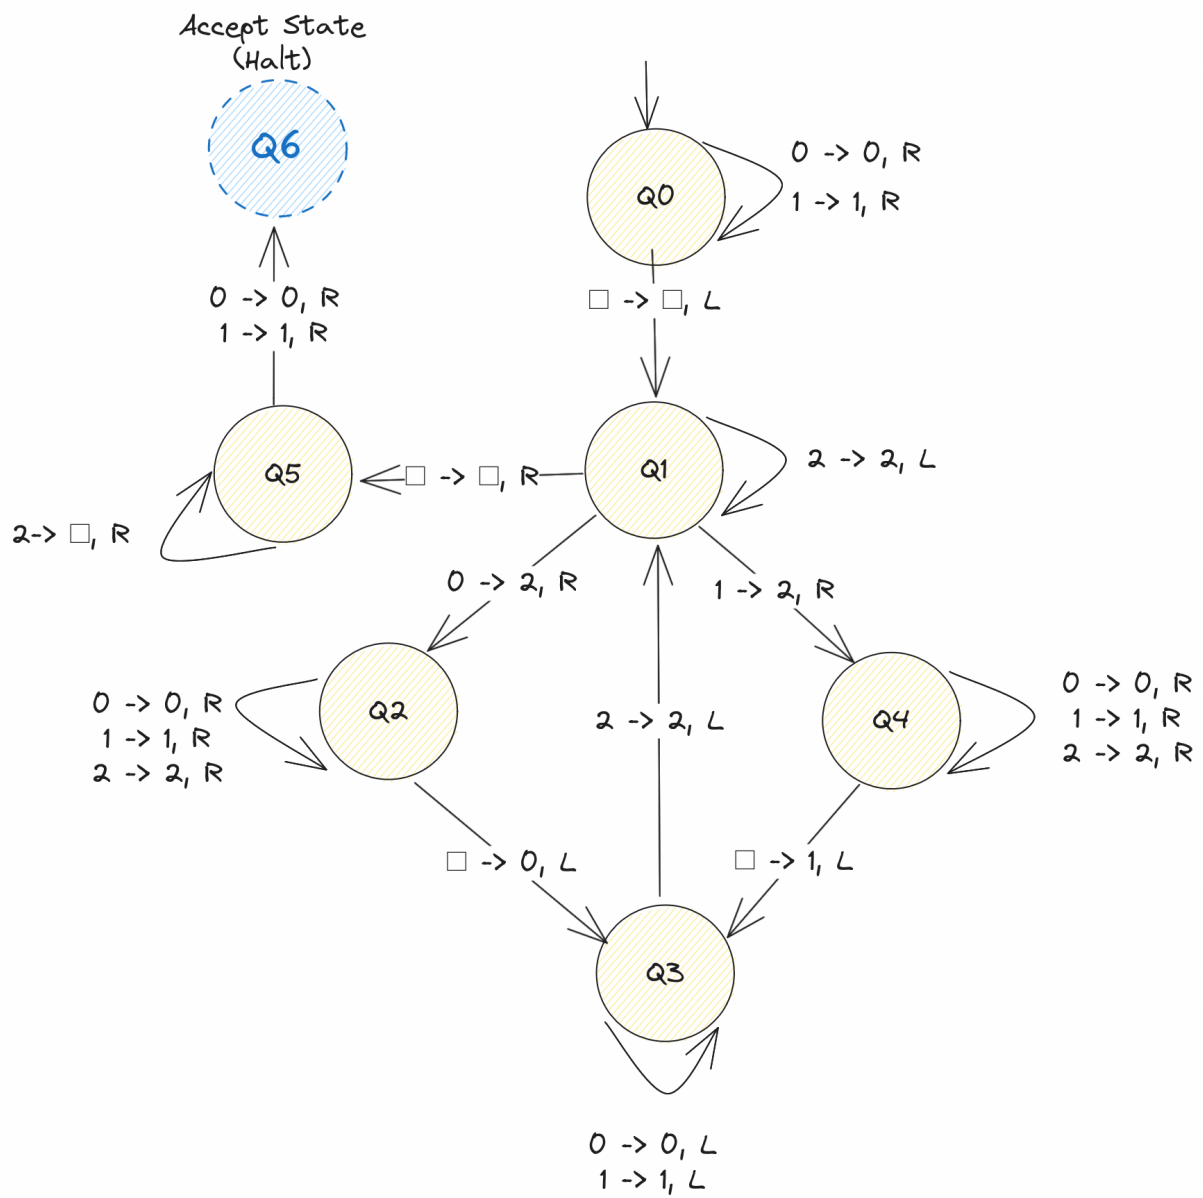 Accept State
(Halt)
Q6
0 -> 0, R
1 -> 1, R
Q0
0 -> 0, R
1 -> 1, R
□ -> □, L
Q5
2-> □, R
□ -> □, R
Q1
2 -> 2, L
0 -> 2, R
1 -> 2, R
Q2
0 -> 0, R
1 -> 1, R
2 -> 2, R
2 -> 2, L
Q4
0 -> 0, R
1 -> 1, R
2 -> 2, R
□ -> 0, L
□ -> 1, L
Q3
0 -> 0, L
1 -> 1, L